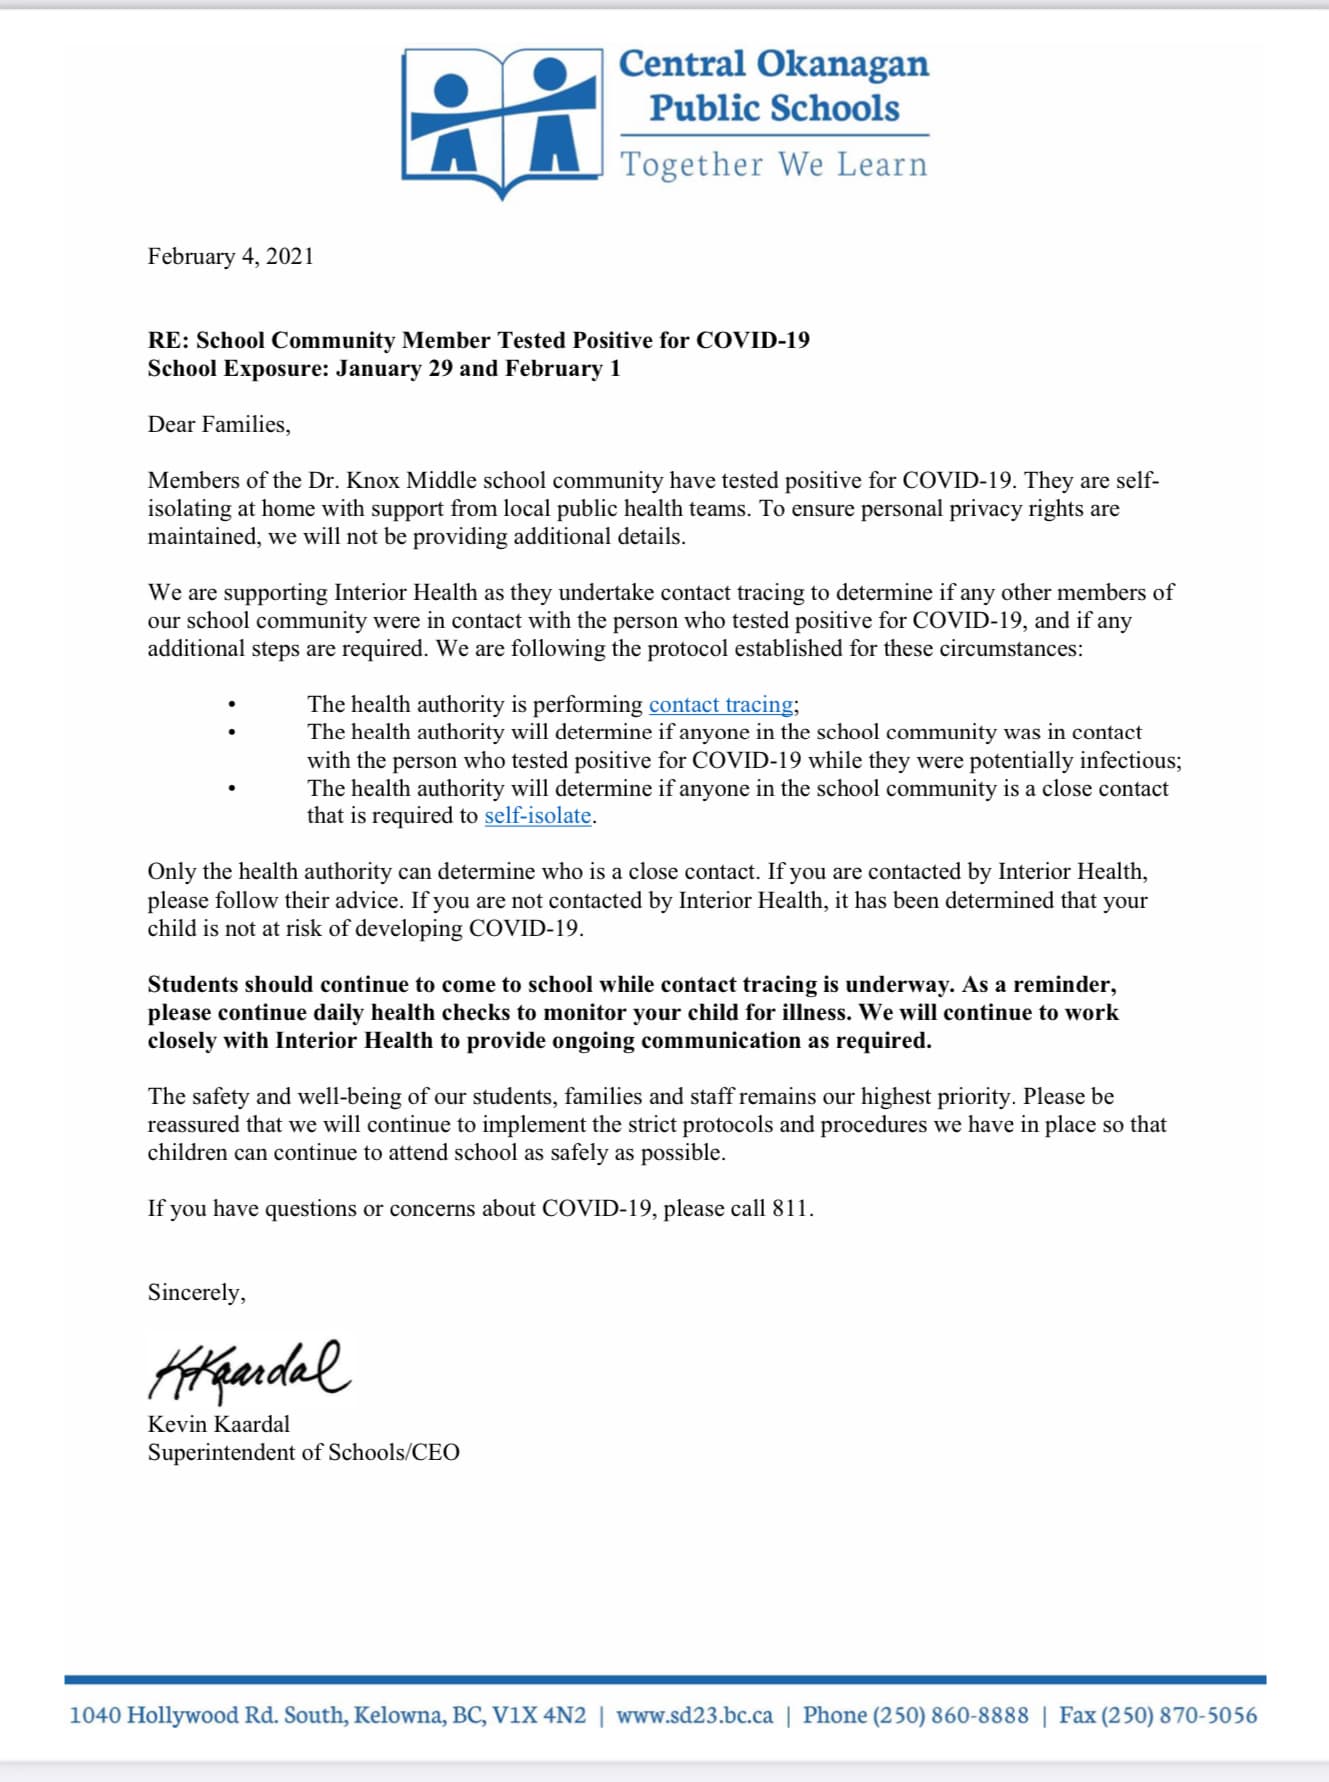 Central Okanagan
Public Schools
Together We Learn
February 4, 2021
RE: School Community Member Tested Positive for COVID-19
School Exposure: January 29 and February 1
Dear Families,
Members of the Dr. Knox Middle school community have tested positive for COVID-19. They are self-
isolating at home with support from local public health teams. To ensure personal privacy rights are
maintained, we will not be providing additional details.
We are supporting Interior Health as they undertake contact tracing to determine if any other members of
our school community were in contact with the person who tested positive for COVID-19, and if any
additional steps are required. We are following the protocol established for these circumstances:
• The health authority is performing contact tracing;
• The health authority will determine if anyone in the school community was in contact
with the person who tested positive for COVID-19 while they were potentially infectious;
• The health authority will determine if anyone in the school community is a close contact
that is required to self-isolate.
Only the health authority can determine who is a close contact. If you are contacted by Interior Health,
please follow their advice. If you are not contacted by Interior Health, it has been determined that your
child is not at risk of developing COVID-19.
Students should continue to come to school while contact tracing is underway. As a reminder,
please continue daily health checks to monitor your child for illness. We will continue to work
closely with Interior Health to provide ongoing communication as required.
The safety and well-being of our students, families and staff remains our highest priority. Please be
reassured that we will continue to implement the strict protocols and procedures we have in place so that
children can continue to attend school as safely as possible.
If you have questions or concerns about COVID-19, please call 811.
Sincerely,
KKaardal
Kevin Kaardal
Superintendent of Schools/CEO
1040 Hollywood Rd. South, Kelowna, BC, V1X 4N2 | www.sd23.bc.ca | Phone (250) 860-8888 | Fax (250) 870-5056